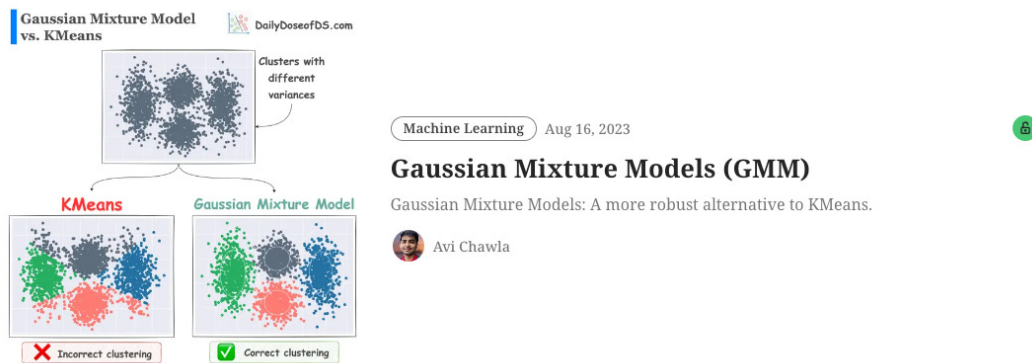 Gaussian Mixture Model
vs. KMeans
DailyDoseofDS.com
Clusters with
different
variances
KMeans
Gaussian Mixture Model
Incorrect clustering
Correct clustering
Machine Learning
Aug 16, 2023
Gaussian Mixture Models (GMM)
Gaussian Mixture Models: A more robust alternative to KMeans.
Avi Chawla